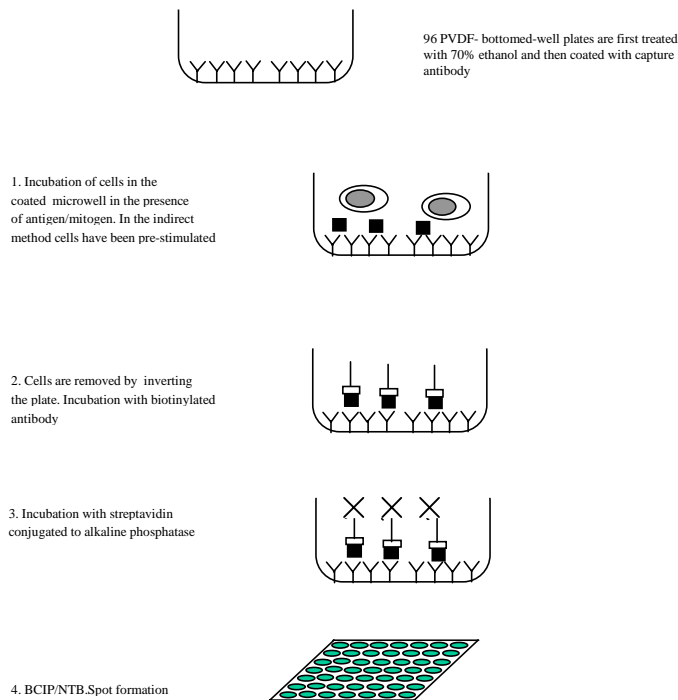 96 PVDF- bottomed-well plates are first treated
with 70% ethanol and then coated with capture
antibody
1. Incubation of cells in the
coated microwell in the presence
of antigen/mitogen. In the indirect
method cells have been pre-stimulated
2. Cells are removed by inverting
the plate. Incubation with biotinylated
antibody
3. Incubation with streptavidin
conjugated to alkaline phosphatase
4. BCIP/NTB.Spot formation